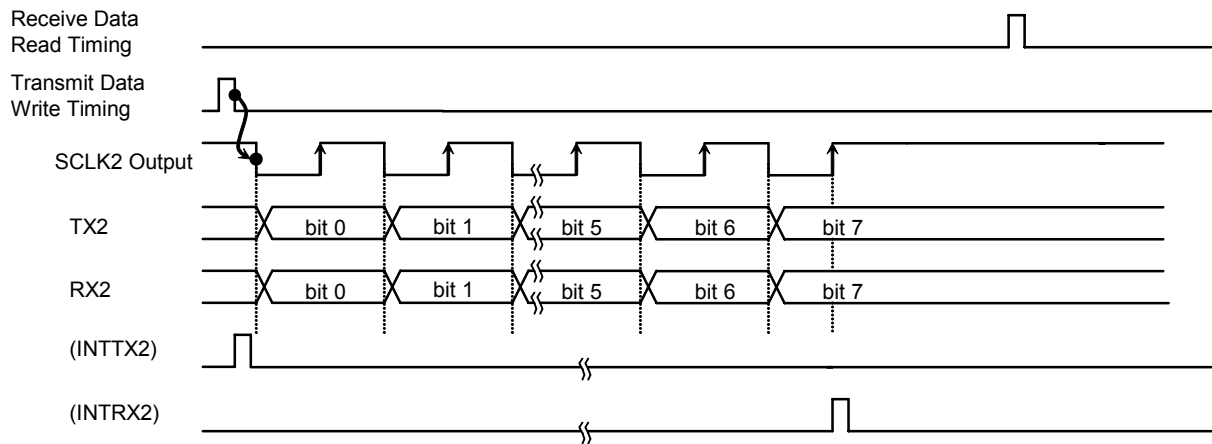 Receive Data
Read Timing
Transmit Data
Write Timing
SCLK2 Output
TX2
bit 0 bit 1 bit 5 bit 6 bit 7
RX2
bit 0 bit 1 bit 5 bit 6 bit 7
(INTTX2)
(INTRX2)